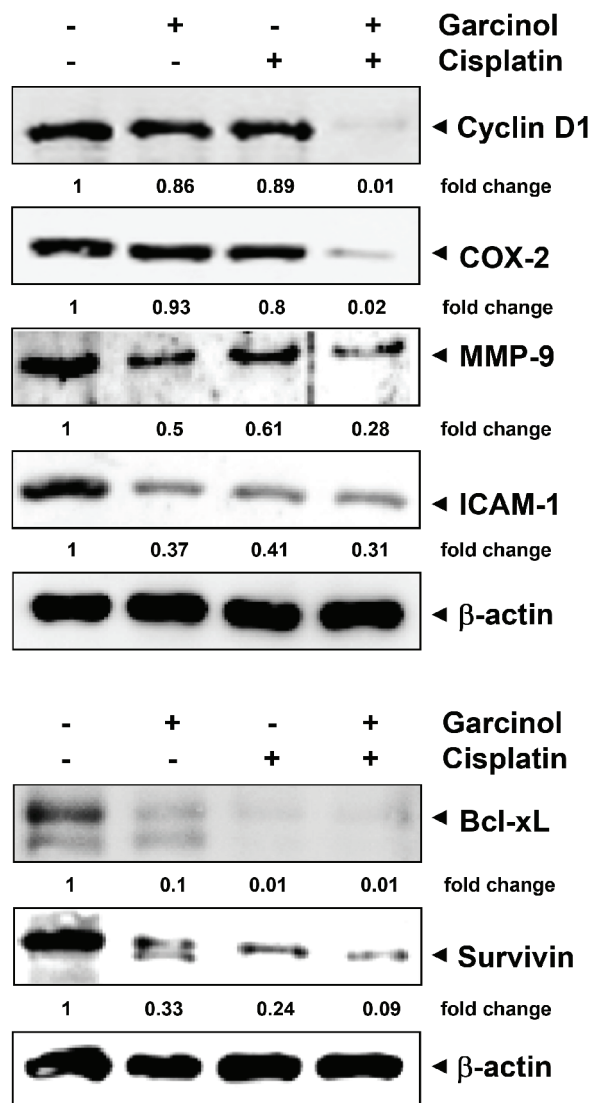 - + - + Garcinol
- - + + Cisplatin
◄ Cyclin D1
1 0.86 0.89 0.01 fold change
◄ COX-2
1 0.93 0.8 0.02 fold change
◄ MMP-9
1 0.5 0.61 0.28 fold change
◄ ICAM-1
1 0.37 0.41 0.31 fold change
◄ β-actin
- + - + Garcinol
- - + + Cisplatin
◄ Bcl-xL
1 0.1 0.01 0.01 fold change
◄ Survivin
1 0.33 0.24 0.09 fold change
◄ β-actin